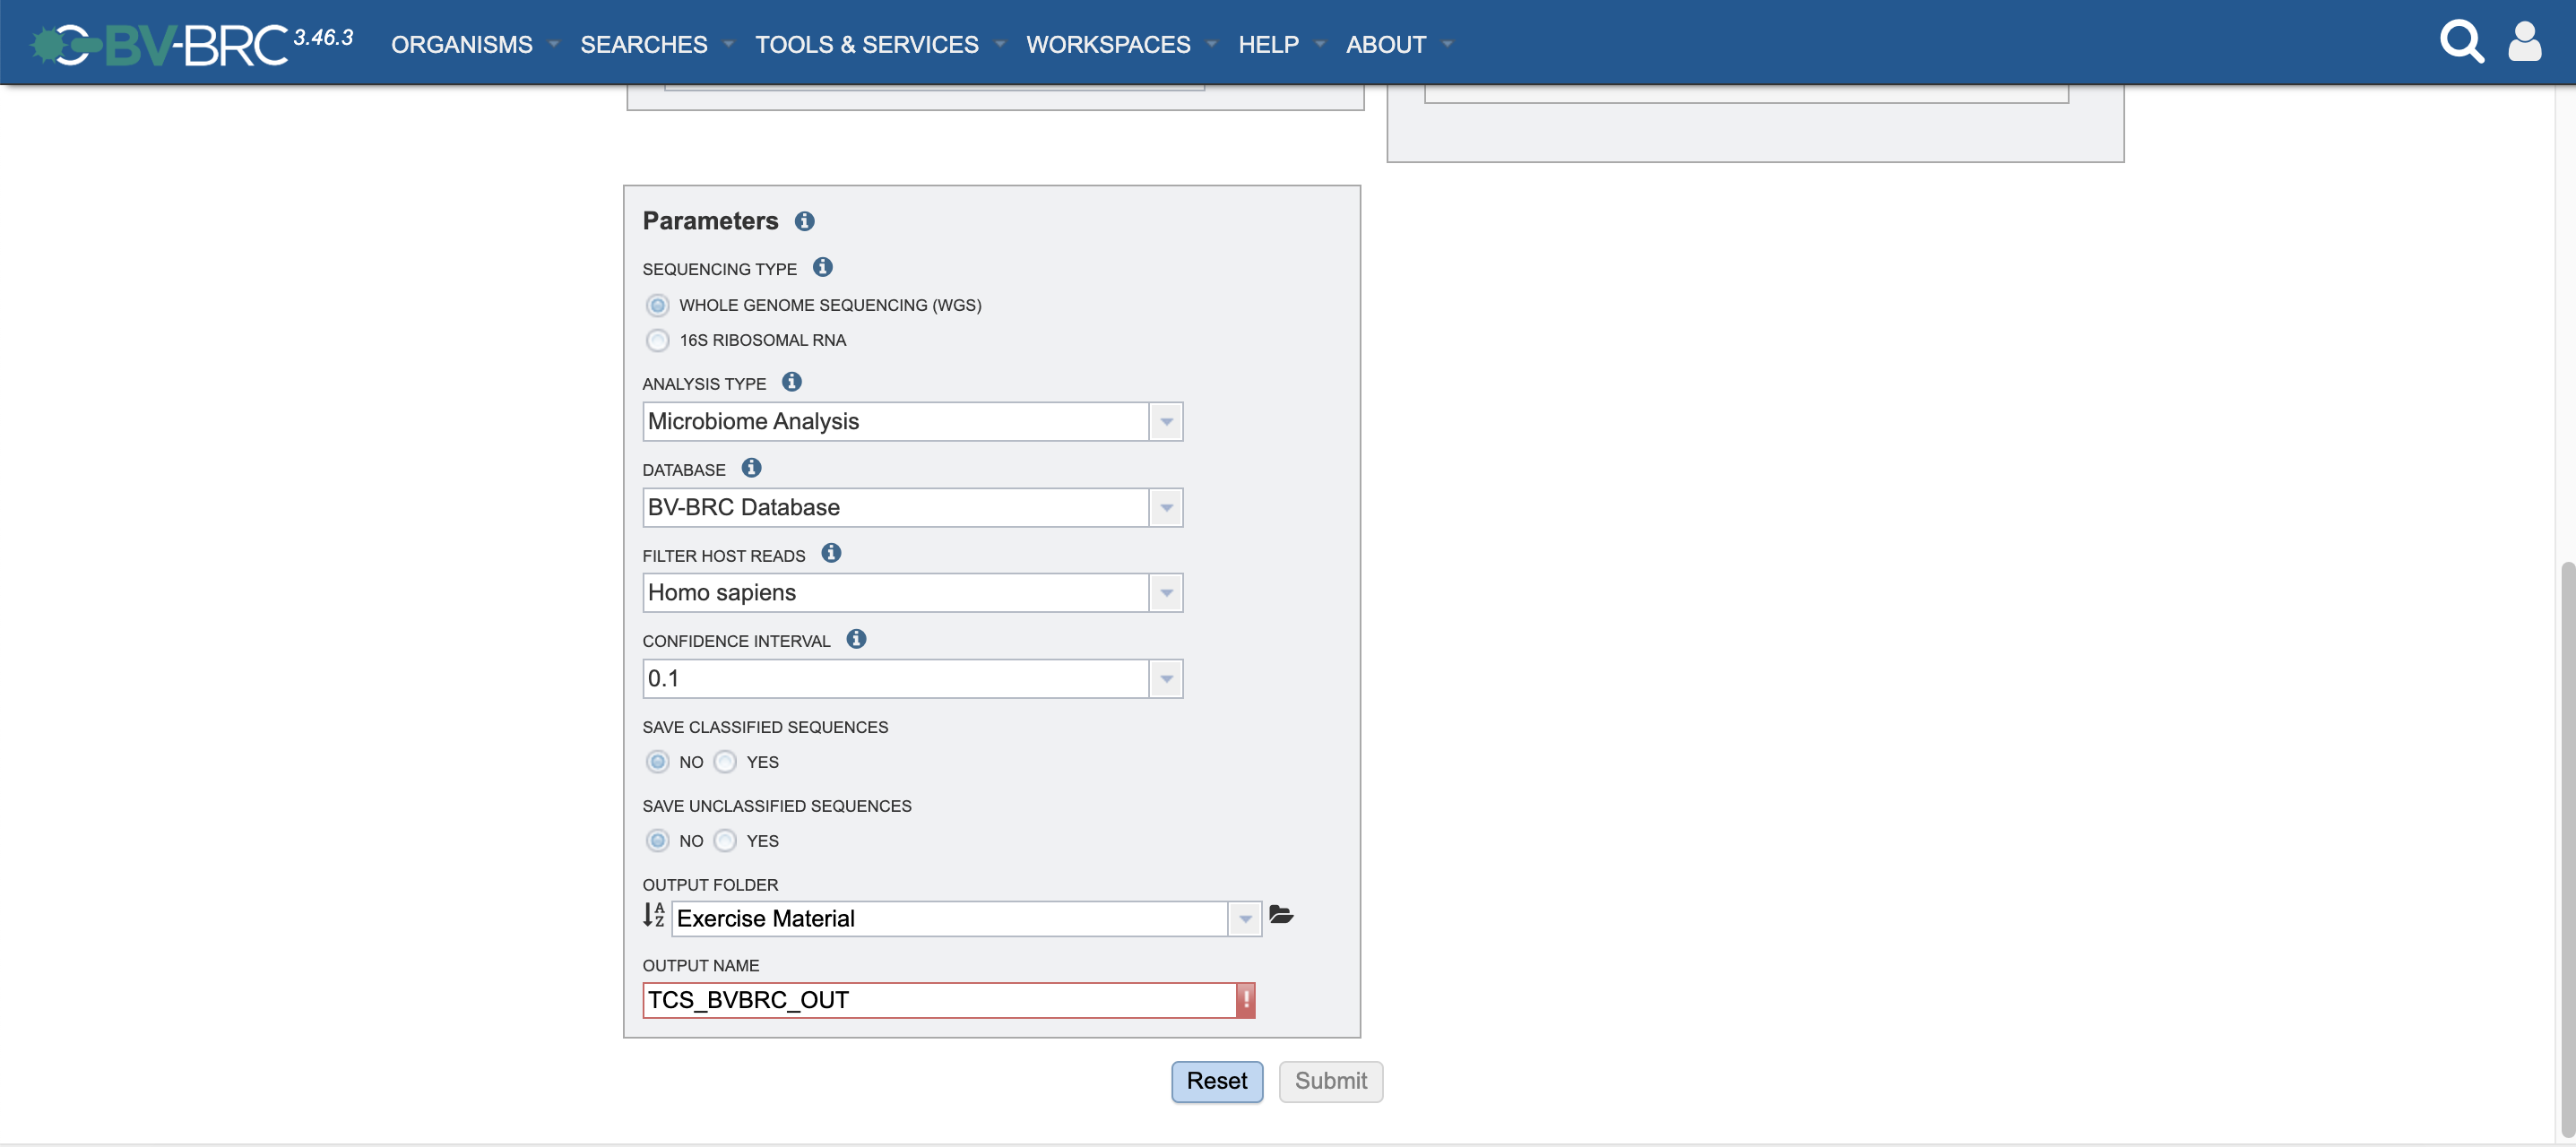 BV-BRC 3.46.3 ORGANISMS SEARCHES TOOLS & SERVICES WORKSPACES HELP ABOUT
Parameters
SEQUENCING TYPE
WHOLE GENOME SEQUENCING (WGS)
16S RIBOSOMAL RNA
ANALYSIS TYPE
Microbiome Analysis
DATABASE
BV-BRC Database
FILTER HOST READS
Homo sapiens
CONFIDENCE INTERVAL
0.1
SAVE CLASSIFIED SEQUENCES
NO YES
SAVE UNCLASSIFIED SEQUENCES
NO YES
OUTPUT FOLDER
Exercise Material
OUTPUT NAME
TCS_BVBRC_OUT
Reset Submit